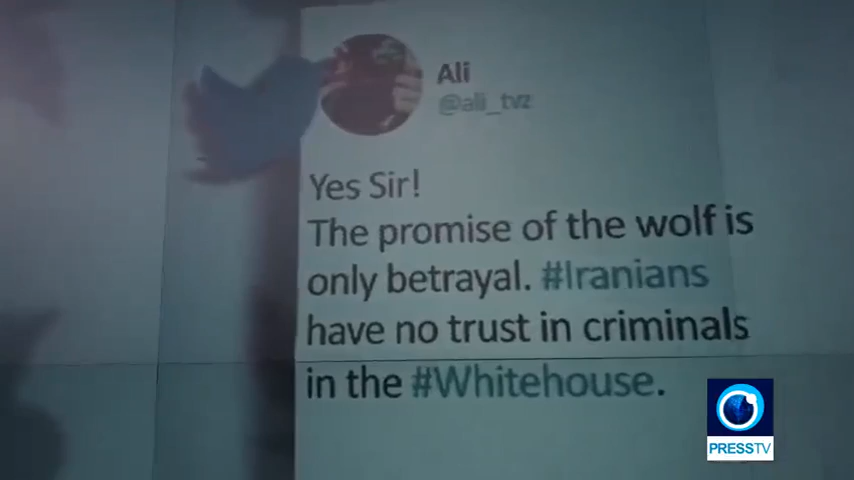 Ali
@ali_tvz
Yes Sir!
The promise of the wolf is
only betrayal. #Iranians
have no trust in criminals
in the #Whitehouse.
PRESSTV